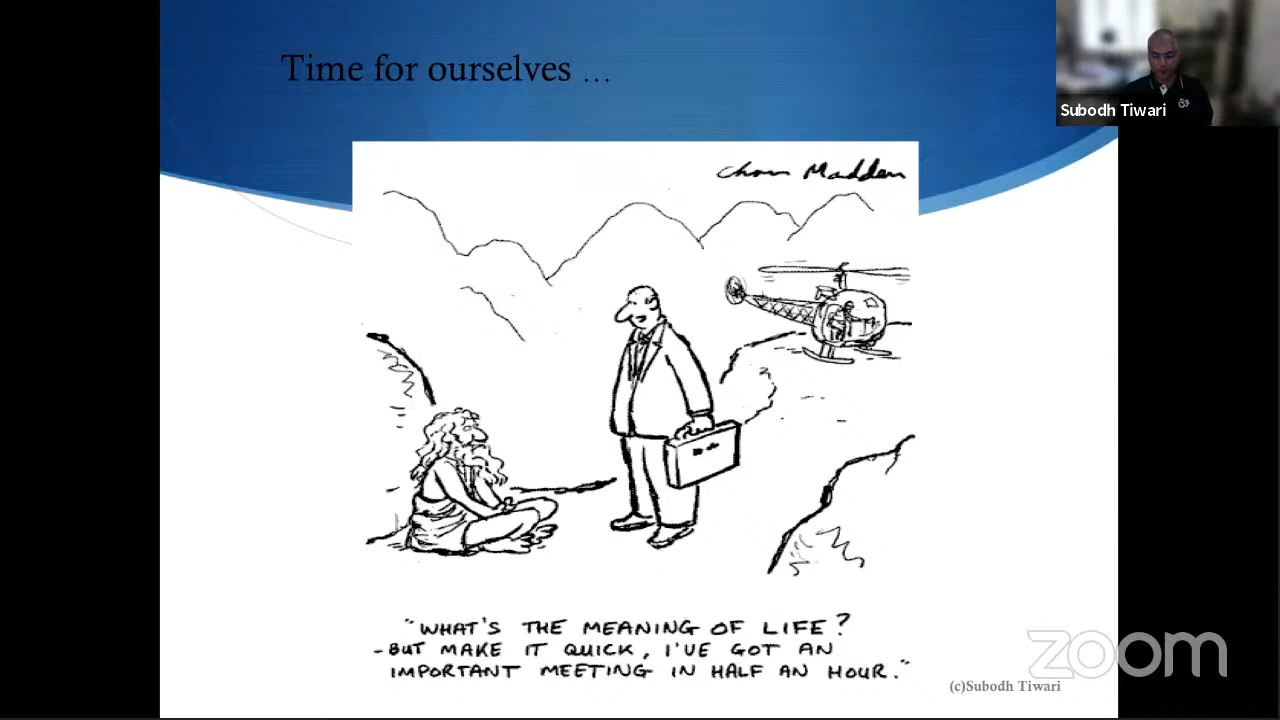 Time for ourselves ...
Subodh Tiwari
Chris Madden
"WHAT'S THE MEANING OF LIFE?
-BUT MAKE IT QUICK, I'VE GOT AN
IMPORTANT MEETING IN HALF AN HOUR."
zoom
(c)Subodh Tiwari